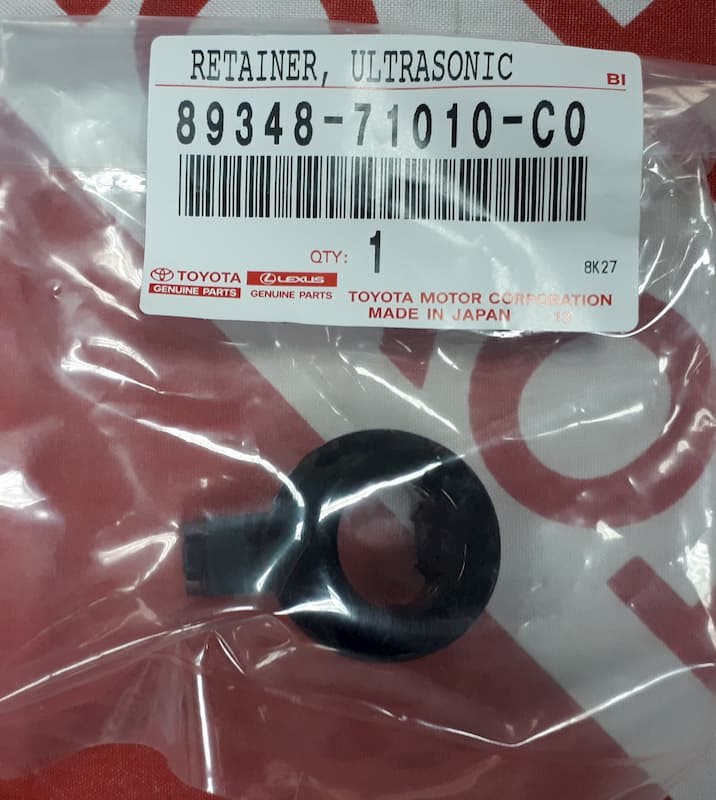 RETAINER, ULTRASONIC
BI
89348-71010-C0
QTY: 1
8K27
TOYOTA
GENUINE PARTS
LEXUS
GENUINE PARTS
TOYOTA MOTOR CORPORATION
MADE IN JAPAN